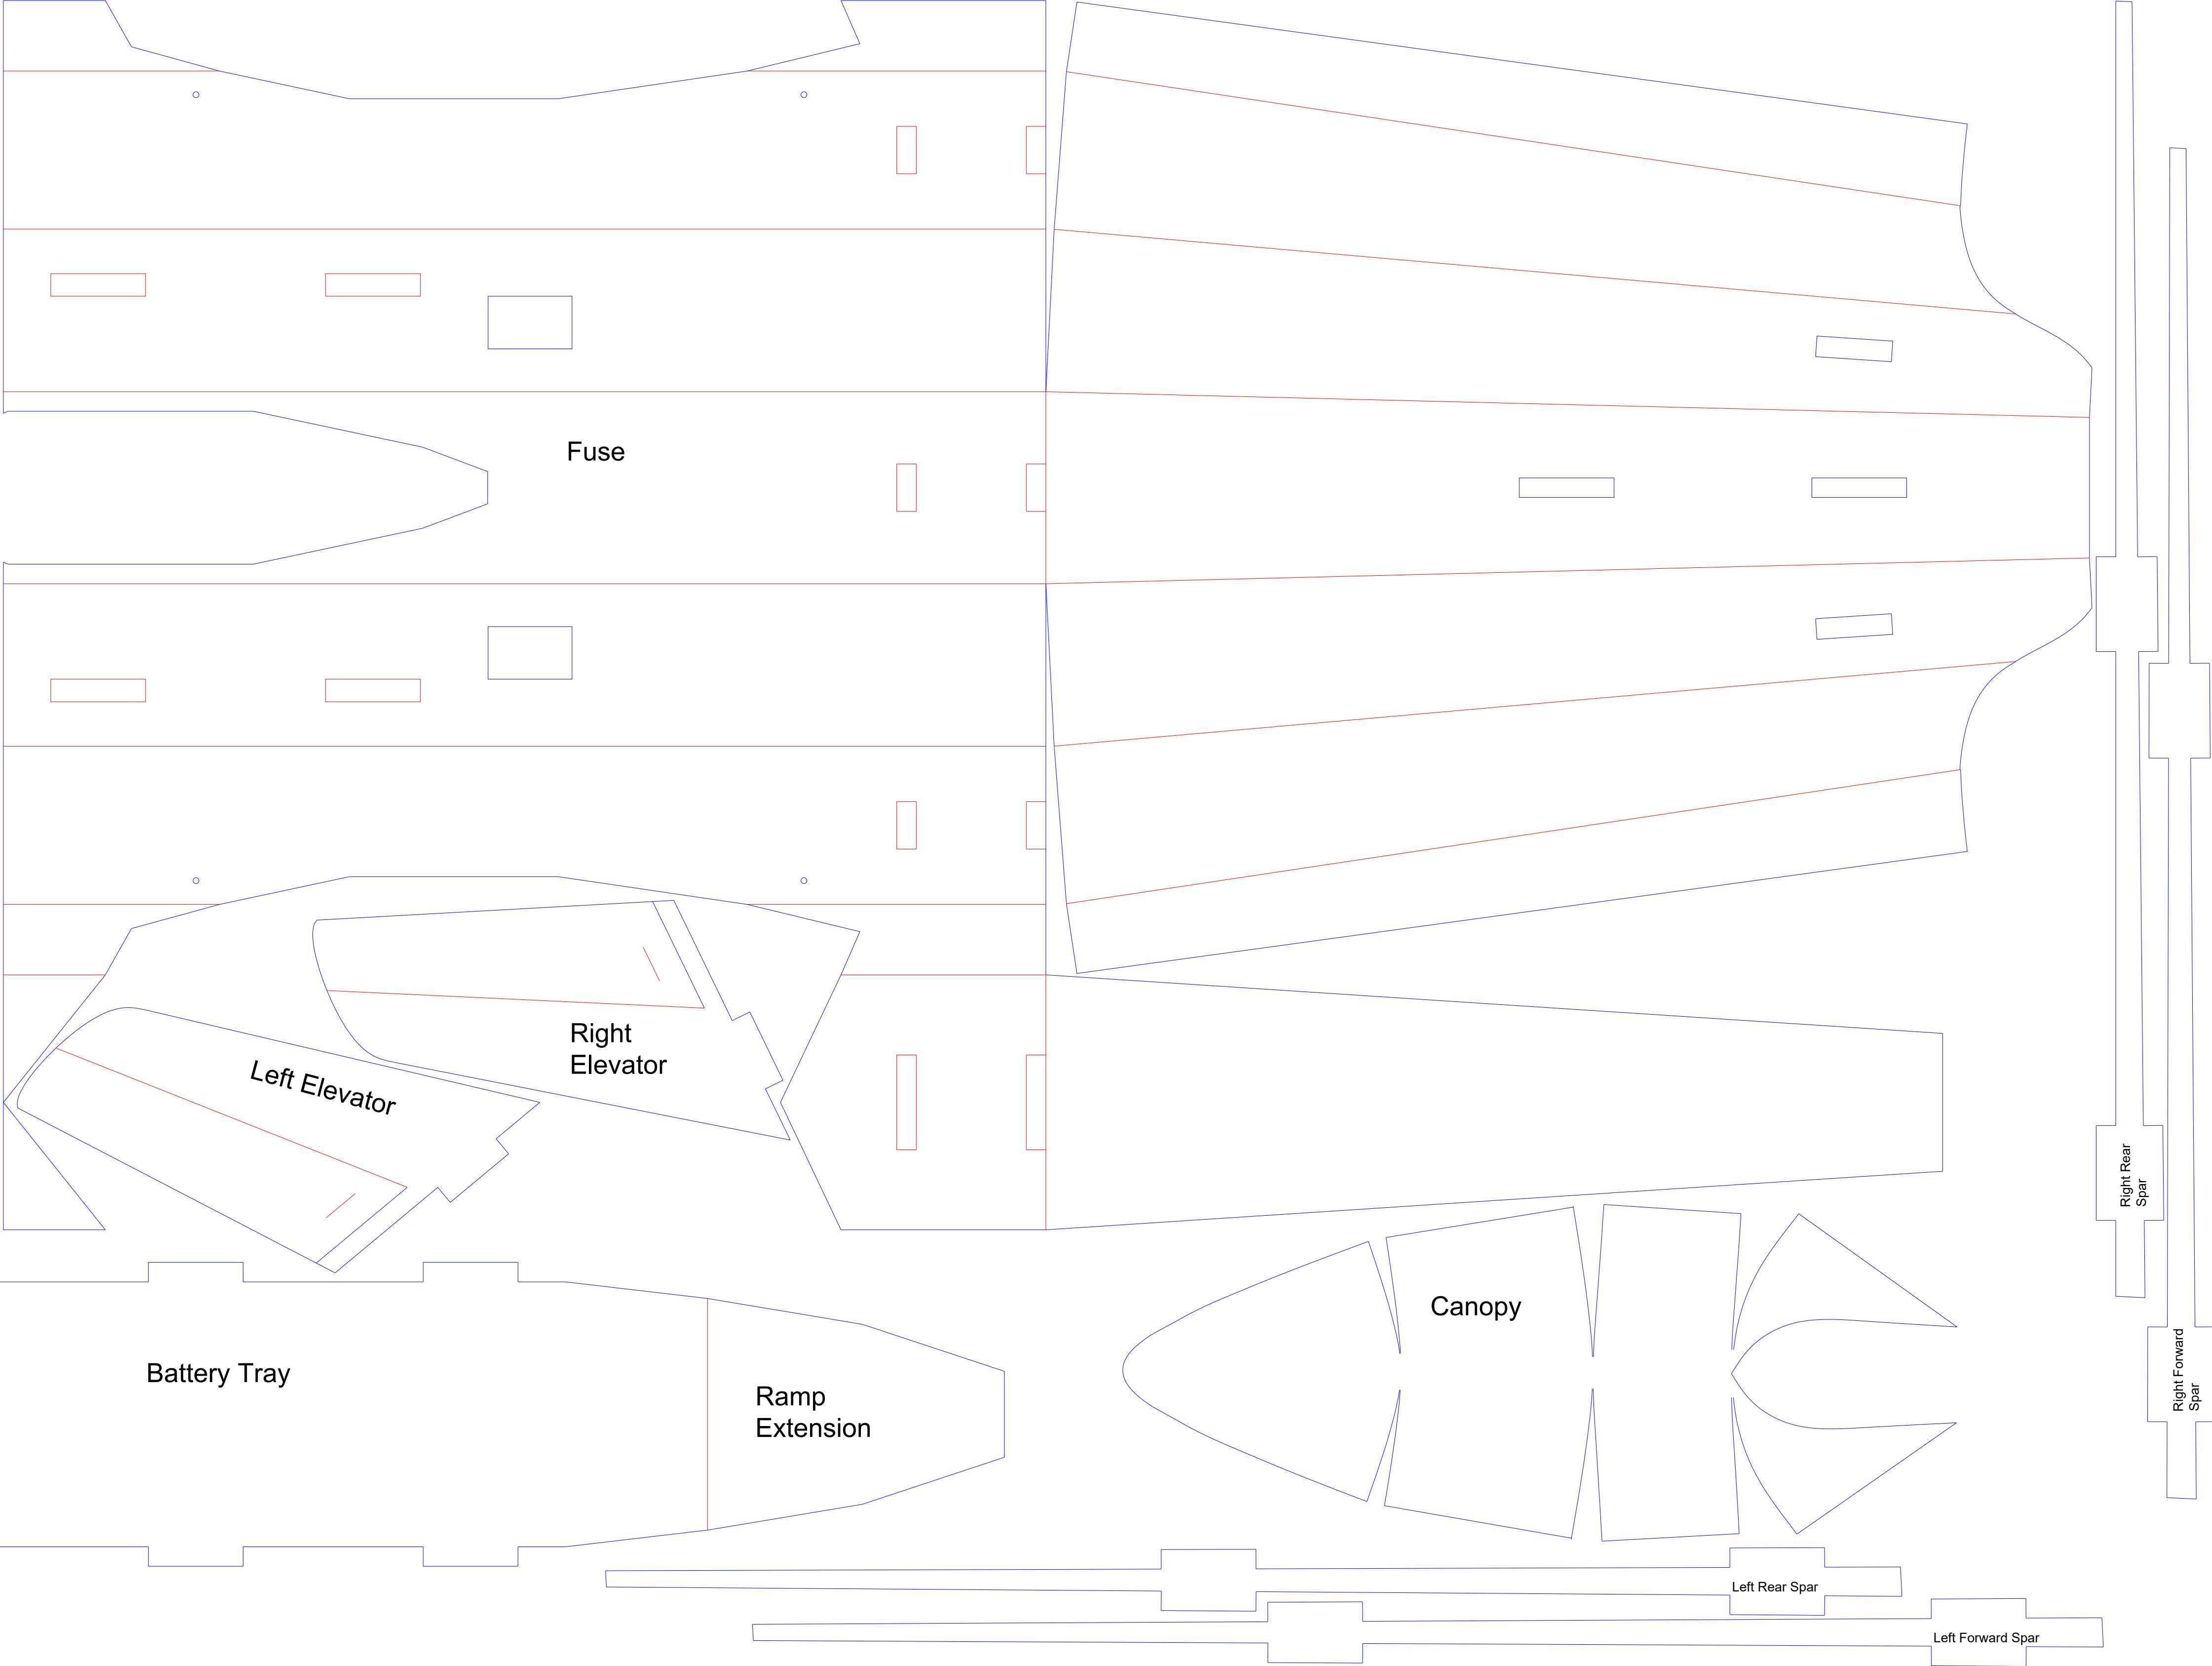 Fuse
Right
Elevator
Left Elevator
Right Rear
Spar
Canopy
Right Forward
Spar
Battery Tray
Ramp
Extension
Left Rear Spar
Left Forward Spar